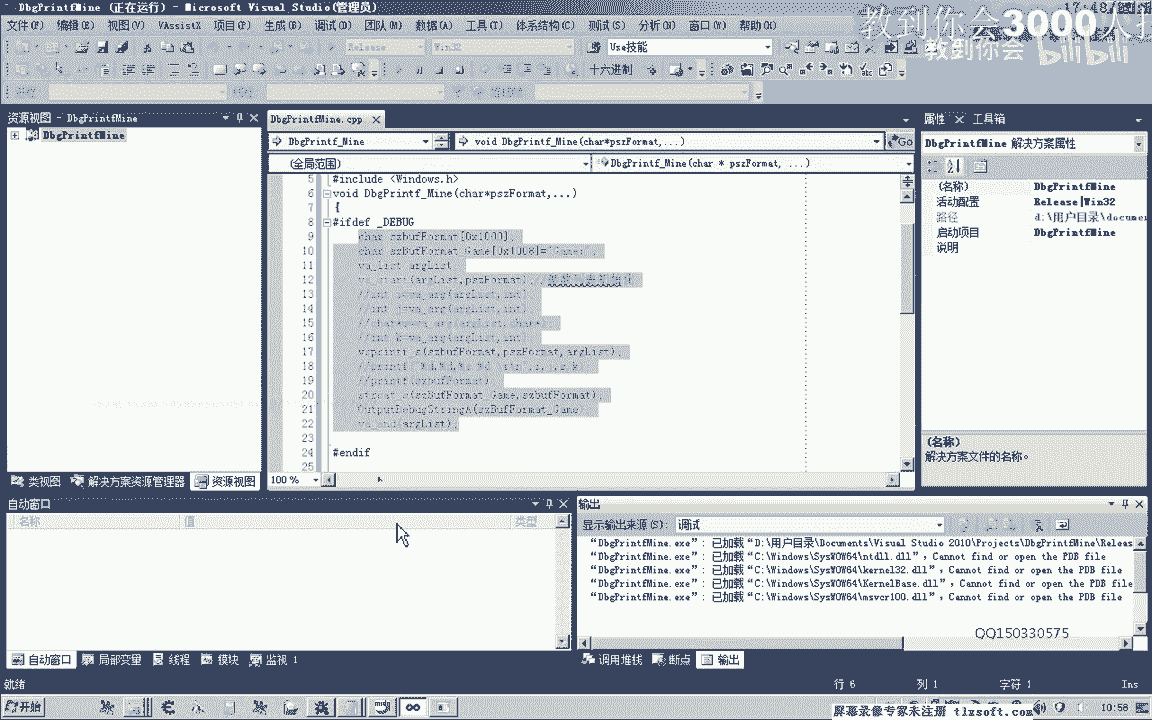 DbgPrintfMine (正在运行) - Microsoft Visual Studio(管理员)
教到你会3000人
教到你会 bilibili
文件(F) 编辑(E) 视图(V) VAssistX 项目(P) 生成(B) 调试(D) 团队(M) 数据(A) 工具(T) 体系结构(C) 测试(S) 分析(N) 窗口(W) 帮助(H)
Release Win32 Use技能
十六进制
资源视图 - DbgPrintfMine
DbgPrintfMine
DbgPrintfMine.cpp
DbgPrintf_Mine void DbgPrintf_Mine(char*pszFormat,...) Go
(全局范围) DbgPrintf_Mine(char * pszFormat, ...)
5 #include <Windows.h>
6 void DbgPrintf_Mine(char*pszFormat,...)
7 {
8 #ifdef _DEBUG
9 char szbufFormat[0x1000];
10 char szBufFormat_Game[0x1008]="Game:";
11 va_list argList;
12 va_start(argList,pszFormat);
13 //int i=va_arg(argList,int);
14 //int j=va_arg(argList,int);
15
16 //int k=va_arg(argList,int);
17 vsprintf_s(szbufFormat,pszFormat,argList);
18
19 //printf(szbufFormat);
20 strcat_s(szBufFormat_Game,szbufFormat);
21 OutputDebugStringA(szBufFormat_Game);
22 va_end(argList);
23
24 #endif
25
100 %
类视图 解决方案资源管理器 资源视图
属性 工具箱
DbgPrintfMine 解决方案属性
(名称) DbgPrintfMine
活动配置 Release|Win32
路径 d:\用户目录\documen
启动项目 DbgPrintfMine
说明
(名称)
解决方案文件的名称。
自动窗口
名称 值 类型
自动窗口 局部变量 线程 模块 监视 1
输出
显示输出来源(S): 调试
“DbgPrintfMine.exe”: 已加载“D:\用户目录\Documents\Visual Studio 2010\Projects\DbgPrintfMine\Releas
“DbgPrintfMine.exe”: 已加载“C:\Windows\SysWOW64\ntdll.dll”, Cannot find or open the PDB file
“DbgPrintfMine.exe”: 已加载“C:\Windows\SysWOW64\kernel32.dll”, Cannot find or open the PDB file
“DbgPrintfMine.exe”: 已加载“C:\Windows\SysWOW64\KernelBase.dll”, Cannot find or open the PDB file
“DbgPrintfMine.exe”: 已加载“C:\Windows\SysWOW64\msvcr100.dll”, Cannot find or open the PDB file
QQ150330575
调用堆栈 断点 输出
就绪 行 6 列 1 字符 1 Ins
开始
屏幕录像专家未注册 tlxsoft.com
10:58